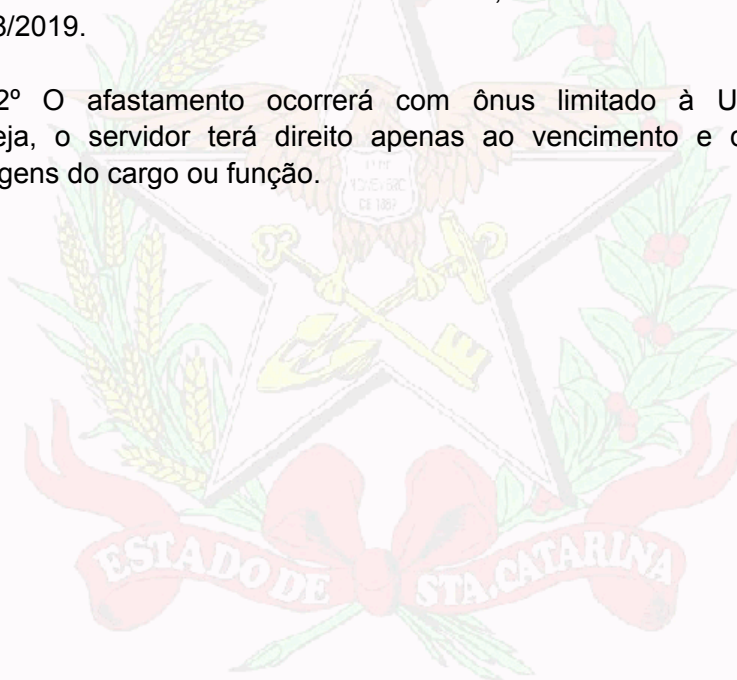 3/2019.
2º O afastamento ocorrerá com ônus limitado à U
eja, o servidor terá direito apenas ao vencimento e
gens do cargo ou função.
ESTADO DE STA. CATARINA